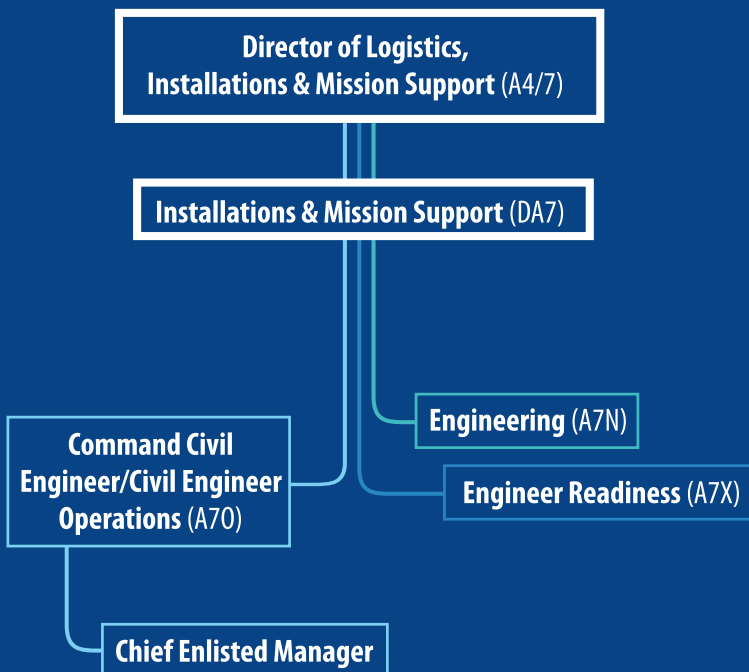 Director of Logistics,
Installations & Mission Support (A4/7)
Installations & Mission Support (DA7)
Engineering (A7N)
Command Civil
Engineer/Civil Engineer
Operations (A7O)
Engineer Readiness (A7X)
Chief Enlisted Manager